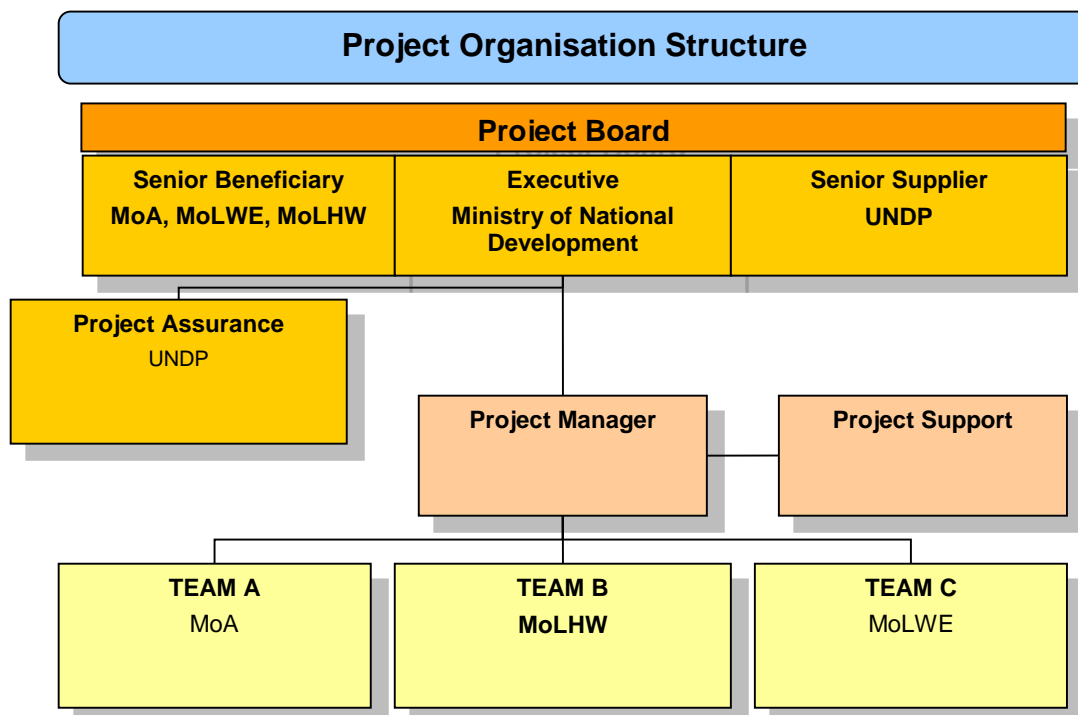 Project Organisation Structure
Project Board
Senior Beneficiary
MoA, MoLWE, MoLHW
Executive
Ministry of National
Development
Senior Supplier
UNDP
Project Assurance
UNDP
Project Manager
Project Support
TEAM A
MoA
TEAM B
MoLHW
TEAM C
MoLWE